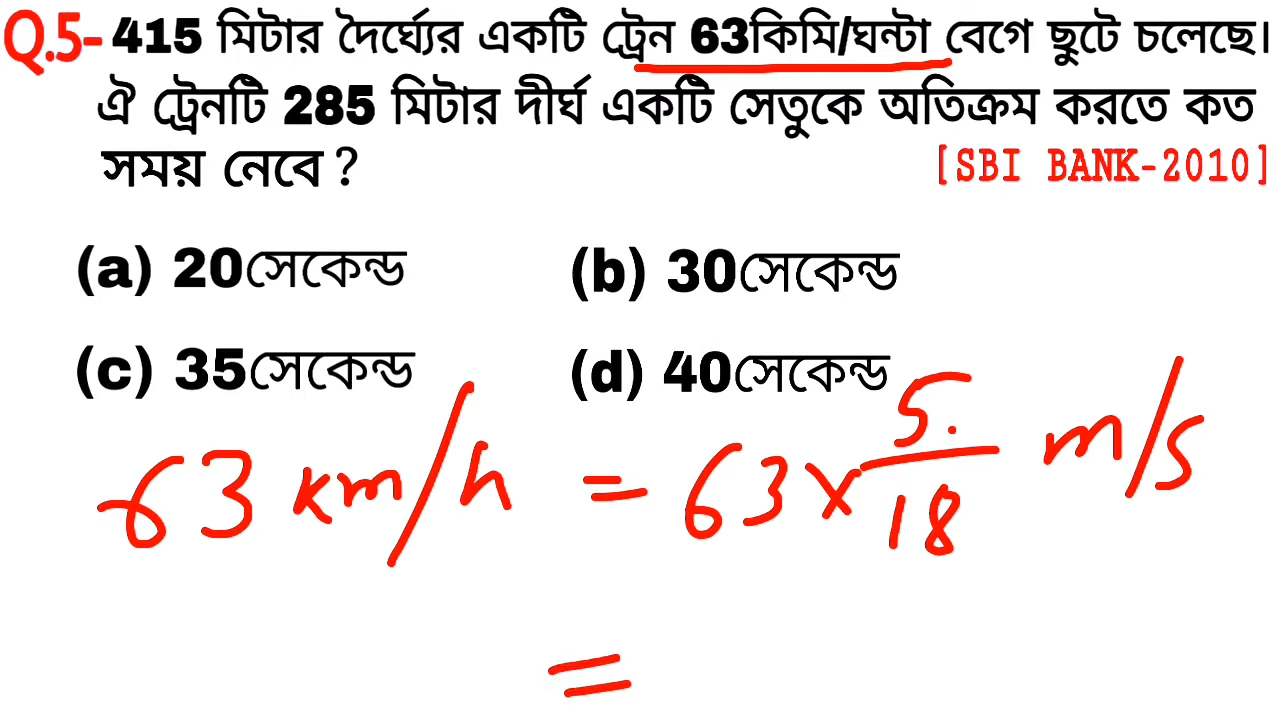 Q.5- 415 মিটার দৈর্ঘ্যের একটি ট্রেন 63কিমি/ঘন্টা বেগে ছুটে চলেছে।
ঐ ট্রেনটি 285 মিটার দীর্ঘ একটি সেতুকে অতিক্রম করতে কত
সময় নেবে ? [SBI BANK-2010]
(a) 20সেকেন্ড (b) 30সেকেন্ড
(c) 35সেকেন্ড (d) 40সেকেন্ড
63 km/h = 63 × 5/18 m/s
=